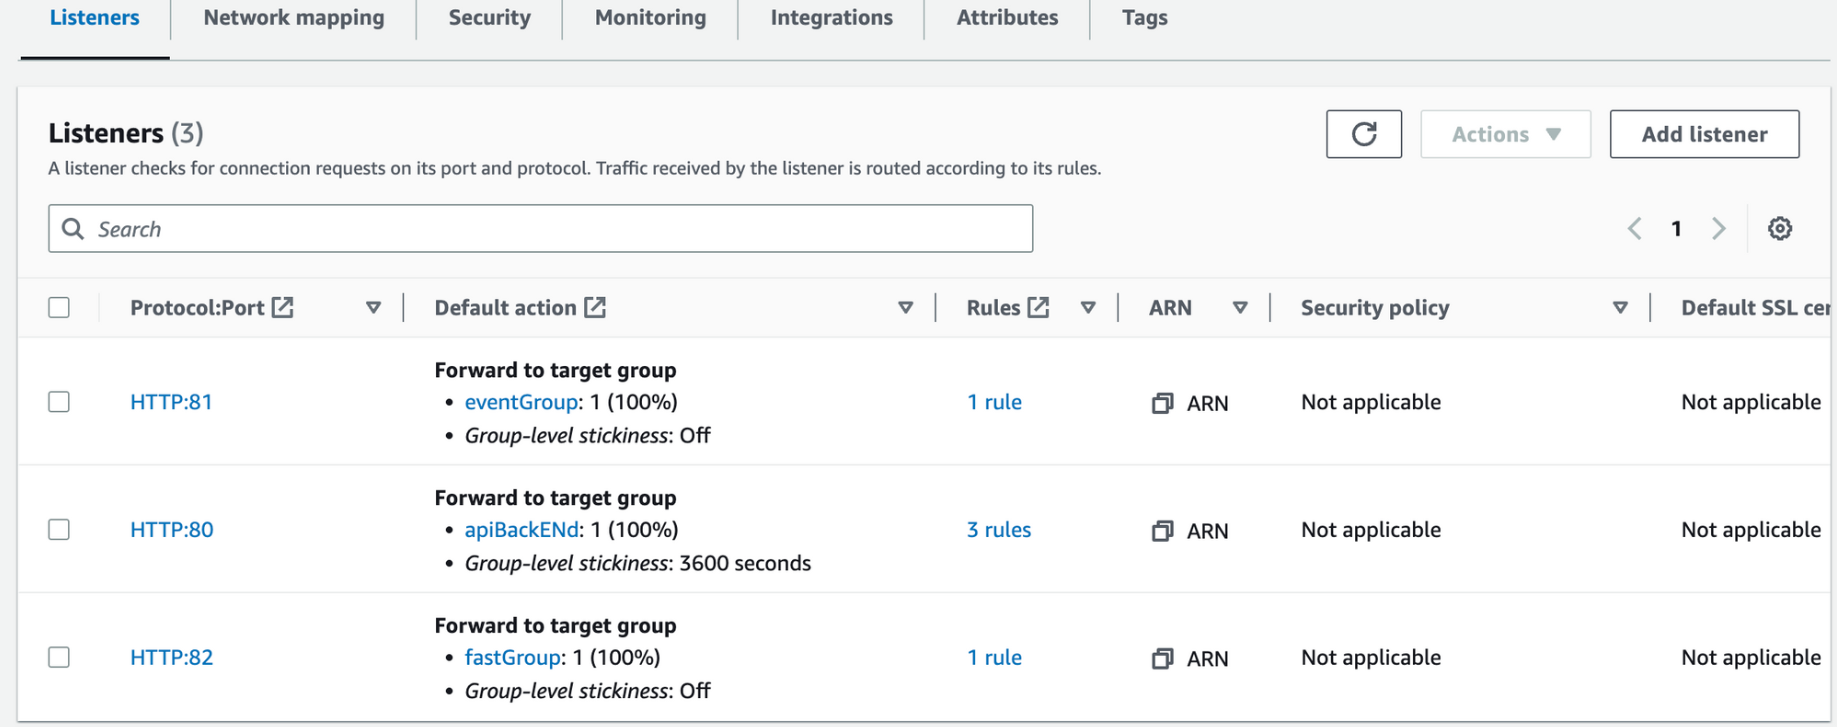 Listeners Network mapping Security Monitoring Integrations Attributes Tags
Listeners (3)
Actions Add listener
A listener checks for connection requests on its port and protocol. Traffic received by the listener is routed according to its rules.
Search
1
Protocol:Port Default action Rules ARN Security policy Default SSL cer
Forward to target group
HTTP:81 • eventGroup: 1 (100%) 1 rule ARN Not applicable Not applicable
• Group-level stickiness: Off
Forward to target group
HTTP:80 • apiBackENd: 1 (100%) 3 rules ARN Not applicable Not applicable
• Group-level stickiness: 3600 seconds
Forward to target group
HTTP:82 • fastGroup: 1 (100%) 1 rule ARN Not applicable Not applicable
• Group-level stickiness: Off